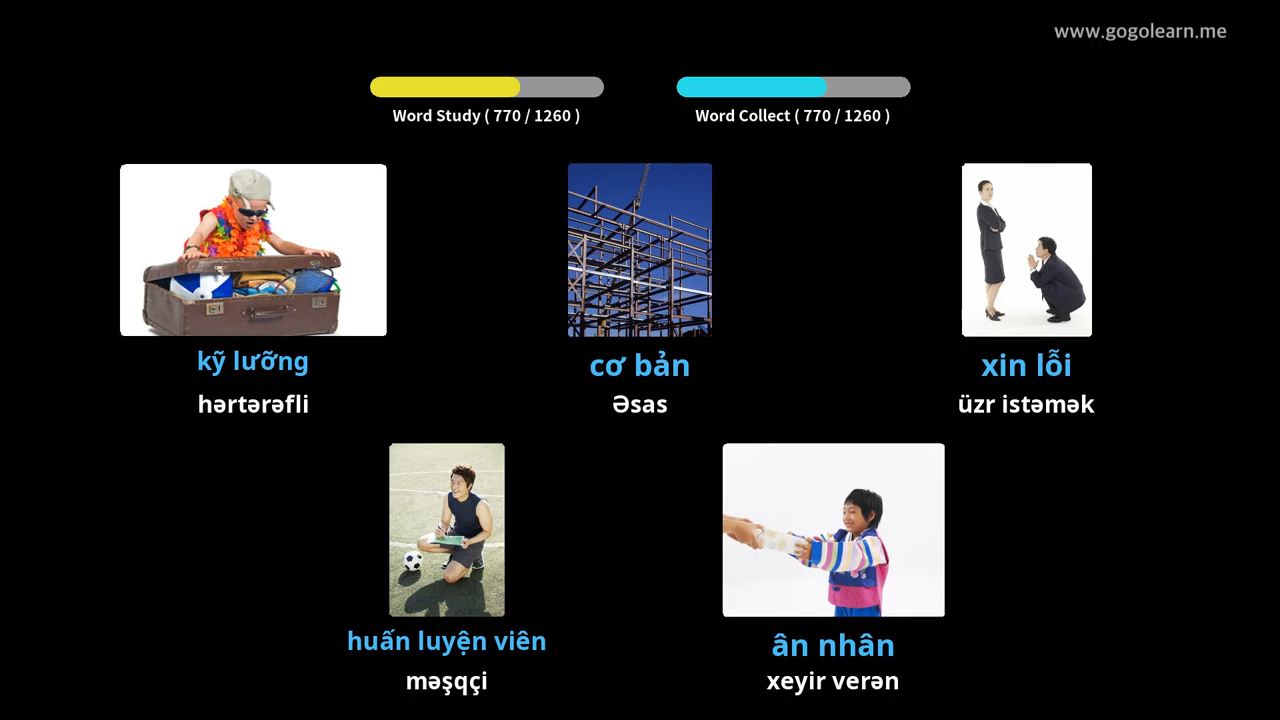 www.gogolearn.me
Word Study ( 770 / 1260 )
Word Collect ( 770 / 1260 )
kỹ lưỡng
hərtərəfli
cơ bản
Əsas
xin lỗi
üzr istəmək
huấn luyện viên
məşqçi
ân nhân
xeyir verən